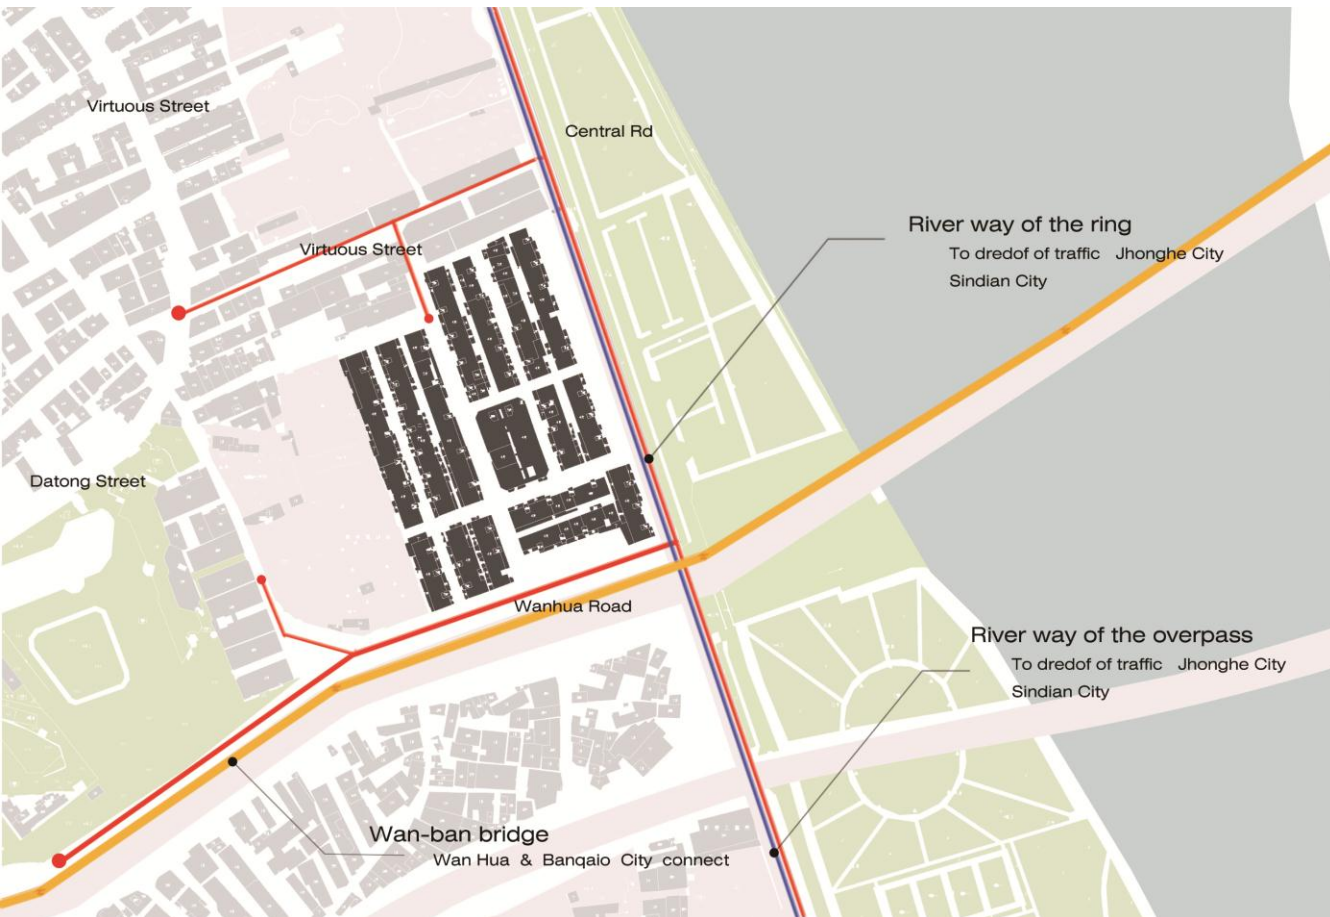 Virtuous Street
Central Rd
River way of the ring
To dredof of traffic Jhonghe City
Sindian City
Virtuous Street
Datong Street
Wanhua Road
River way of the overpass
To dredof of traffic Jhonghe City
Sindian City
Wan-ban bridge
Wan Hua & Banqaio City connect